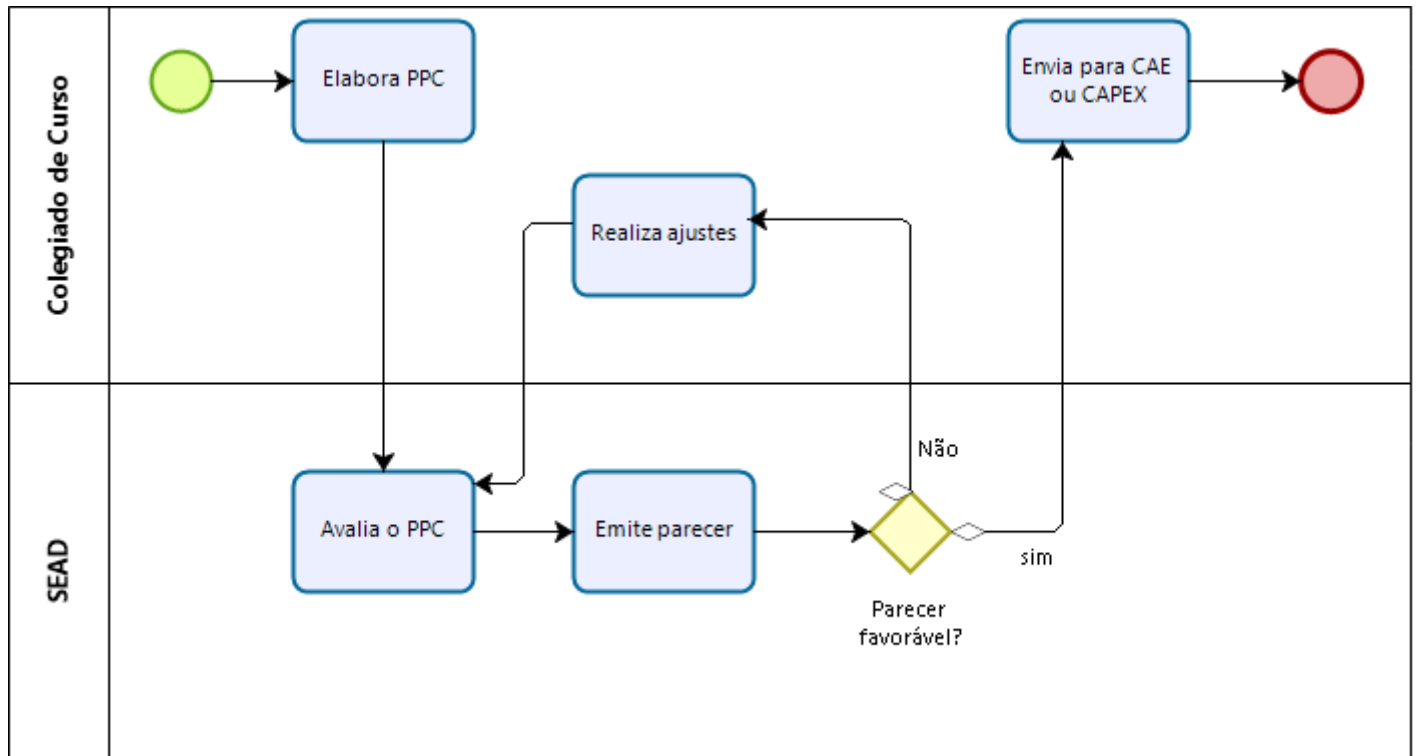 Colegiado de Curso
Elabora PPC
Envia para CAE
ou CAPEX
Realiza ajustes
SEAD
Não
Avalia o PPC
Emite parecer
sim
Parecer
favorável?